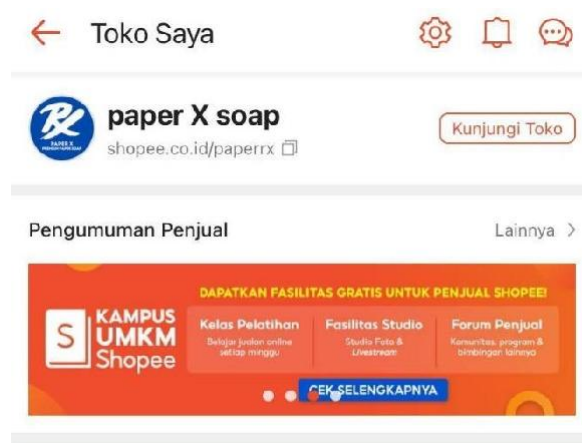 Toko Saya
paper X soap
shopee.co.id/paperrx
Kunjungi Toko
Pengumuman Penjual
Lainnya >
DAPATKAN FASILITAS GRATIS UNTUK PENJUAL SHOPEE!
S KAMPUS
UMKM
Shopee
Kelas Pelatihan
Belajar jualan online
setiap minggu
Fasilitas Studio
Studio Foto &
Livestream
Forum Penjual
Komunitas, program &
bimbingan lainnya
CEK SELENGKAPNYA